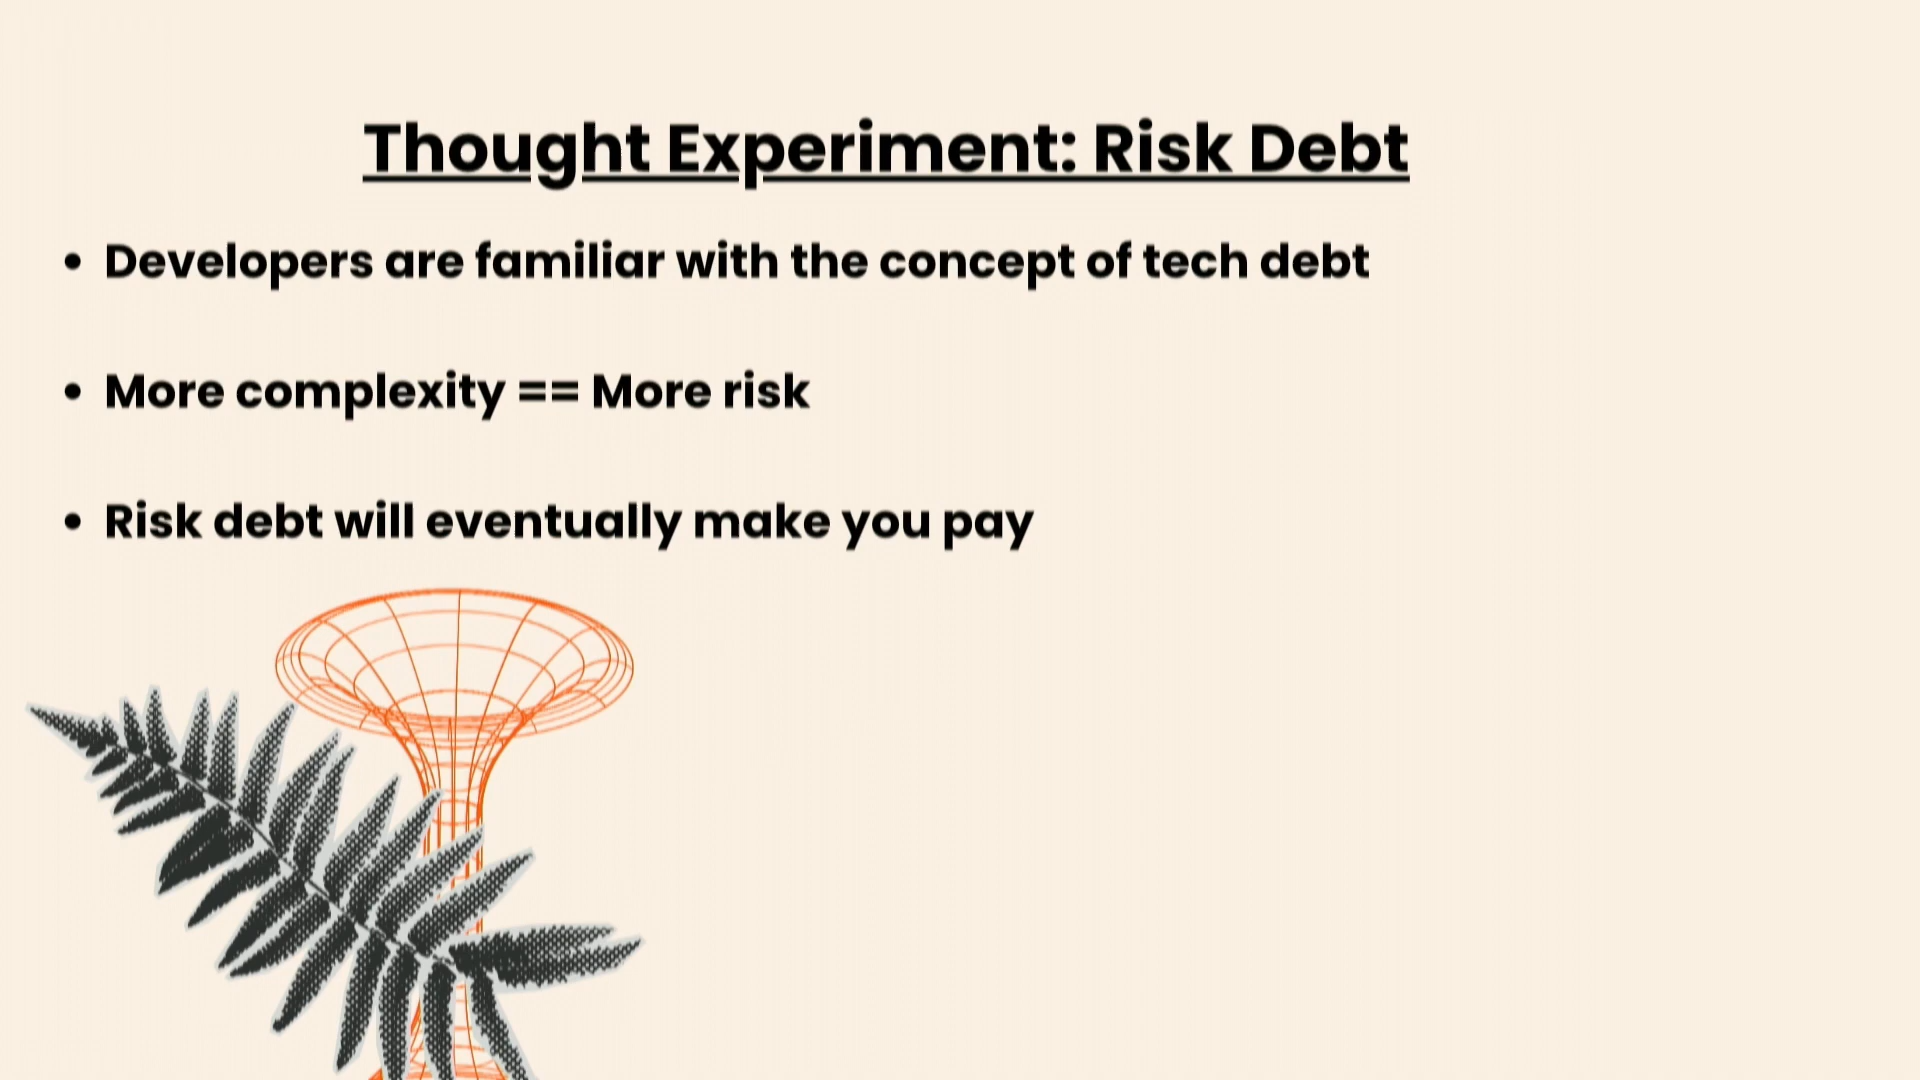 Thought Experiment: Risk Debt
• Developers are familiar with the concept of tech debt
• More complexity == More risk
• Risk debt will eventually make you pay